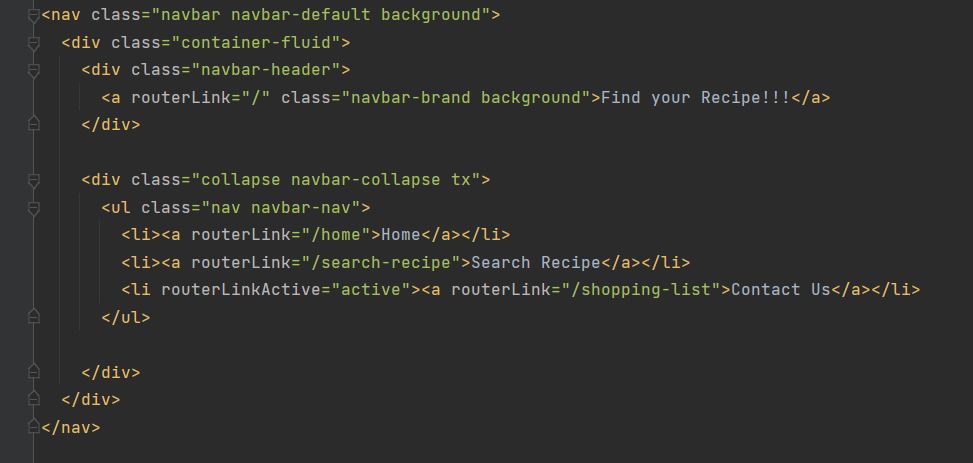 <nav class="navbar navbar-default background">
<div class="container-fluid">
<div class="navbar-header">
<a routerLink="/" class="navbar-brand background">Find your Recipe!!!</a>
</div>
<div class="collapse navbar-collapse tx">
<ul class="nav navbar-nav">
<li><a routerLink="/home">Home</a></li>
<li><a routerLink="/search-recipe">Search Recipe</a></li>
<li routerLinkActive="active"><a routerLink="/shopping-list">Contact Us</a></li>
</ul>
</div>
</div>
</nav>